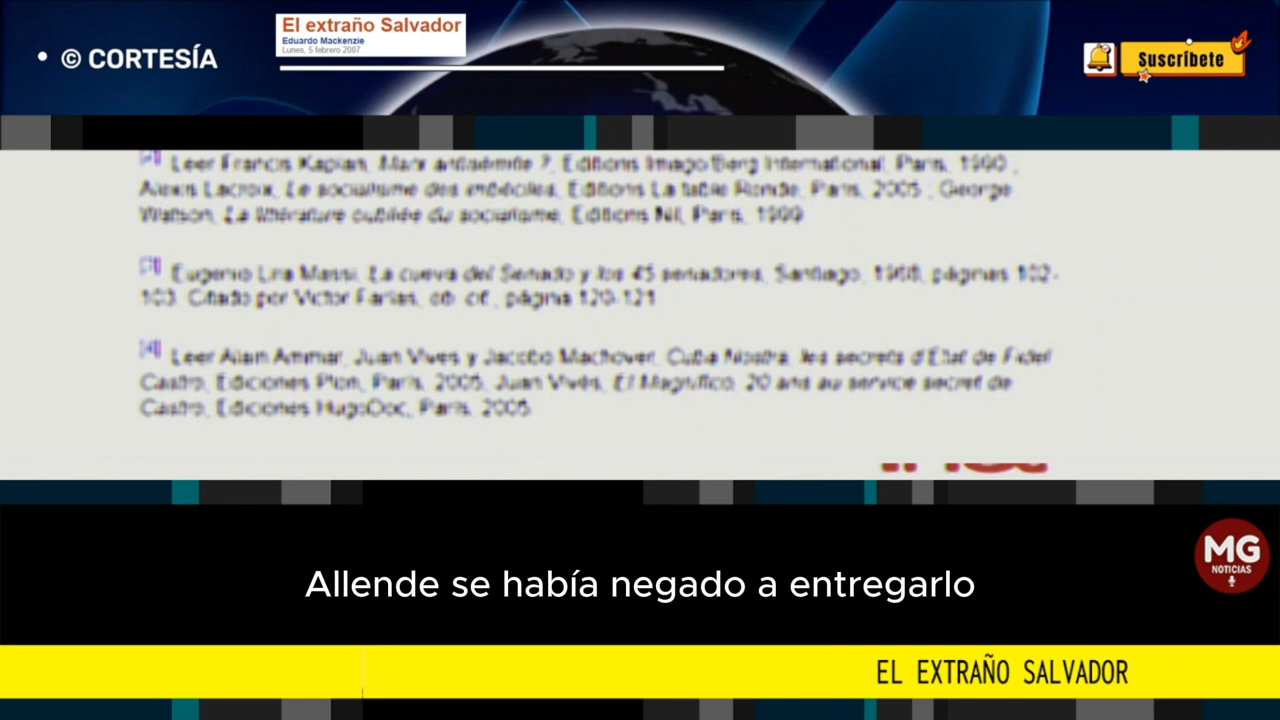 • © CORTESÍA
El extraño Salvador
Eduardo Mackenzie
Lunes, 5 febrero 2007
Suscríbete
Leer Francis Kaplan, Marx antisémite ?, Editions Imago/Berg International, Paris, 1990 ,
Alexis Lacroix, Le socialisme des imbéciles, Editions La table Ronde, Paris, 2005 ; George
Watson, La littérature oubliée du socialisme, Editions Nil, Paris, 1999
[3] Eugenio Lira Massi, La cueva del Senado y los 45 senadores, Santiago, 1968, páginas 102-
103. Citado por Victor Farías, ob. cit., página 120-121
[4] Leer Alain Ammar, Juan Vives y Jacobo Machover, Cuba Nostra, les secrets d'Etat de Fidel
Castro, Ediciones Plon, Paris, 2005, Juan Vivés, El Magnífico, 20 ans au service secret de
Castro, Ediciones HugoDoc, Paris, 2005
MG
NOTICIAS
Allende se había negado a entregarlo
EL EXTRAÑO SALVADOR